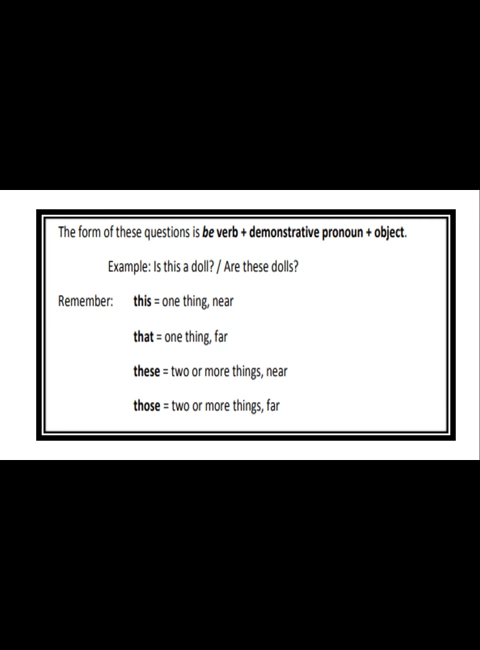 The form of these questions is be verb + demonstrative pronoun + object.
Example: Is this a doll? / Are these dolls?
Remember: this = one thing, near
that = one thing, far
these = two or more things, near
those = two or more things, far